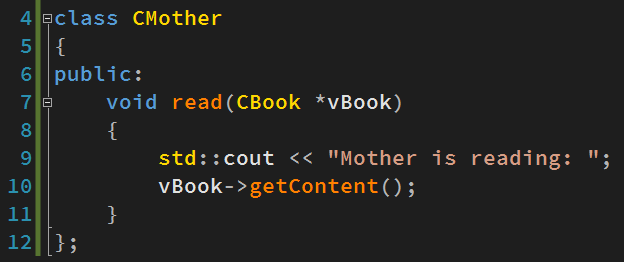 4 class CMother
5 {
6 public:
7     void read(CBook *vBook)
8     {
9         std::cout << "Mother is reading: ";
10         vBook->getContent();
11     }
12 };